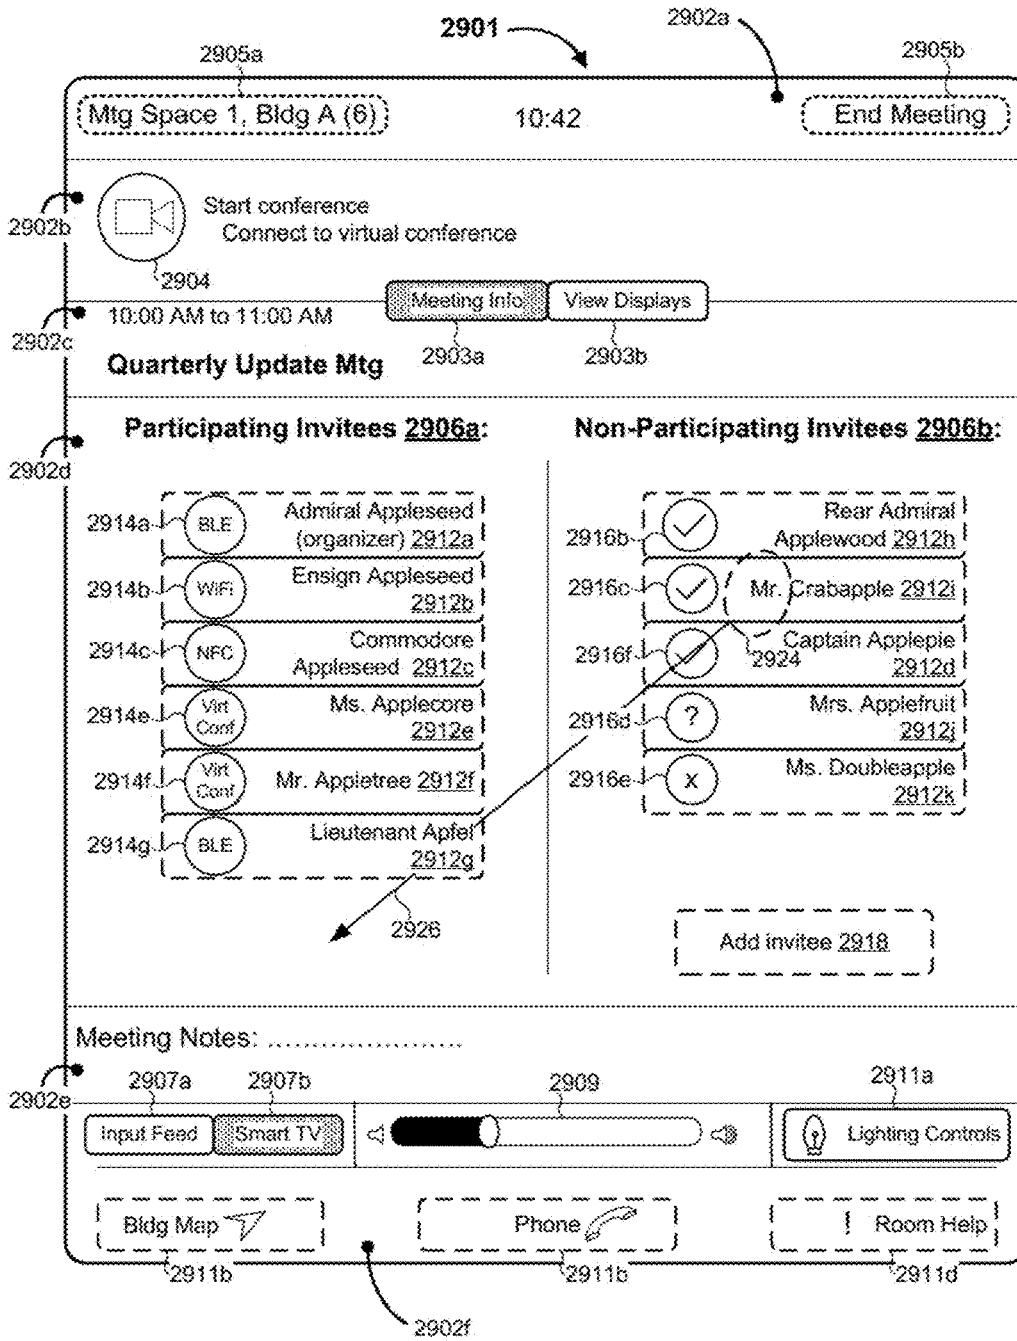 2901
2902a
2905a
2905b
Mtg Space 1, Bldg A (6)
10:42
End Meeting
2902b
Start conference
Connect to virtual conference
2904
2902c
10:00 AM to 11:00 AM
Meeting Info
View Displays
2903a
2903b
Quarterly Update Mtg
2902d
Participating Invitees 2906a:
Non-Participating Invitees 2906b:
2914a
BLE
Admiral Appleseed
(organizer) 2912a
2914b
WiFi
Ensign Appleseed
2912b
2914c
NFC
Commodore
Appleseed 2912c
2914e
Virt
Conf
Ms. Applecore
2912e
2914f
Virt
Conf
Mr. Appletree 2912f
2914g
BLE
Lieutenant Apfel
2912g
2926
2916b
Rear Admiral
Applewood 2912h
2916c
Mr. Crabapple 2912i
2916f
Captain Applepie
2924
2912d
2916d
?
Mrs. Applefruit
2912j
2916e
x
Ms. Doubleapple
2912k
Add invitee 2918
Meeting Notes: ......................
2902e
2907a
2907b
2909
2911a
Input Feed
Smart TV
Lighting Controls
Bldg Map
Phone
! Room Help
2911b
2911b
2911d
2902f